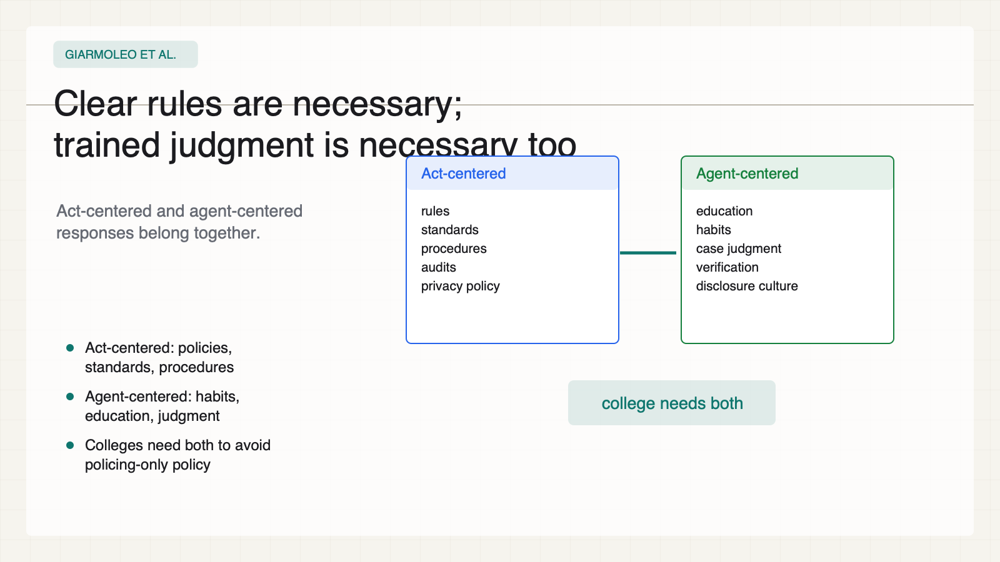 GIARMOLEO ET AL.
Clear rules are necessary;
trained judgment is necessary too
Act-centered and agent-centered
responses belong together.
Act-centered: policies,
standards, procedures
Agent-centered: habits,
education, judgment
Colleges need both to avoid
policing-only policy
Act-centered
rules
standards
procedures
audits
privacy policy
Agent-centered
education
habits
case judgment
verification
disclosure culture
college needs both